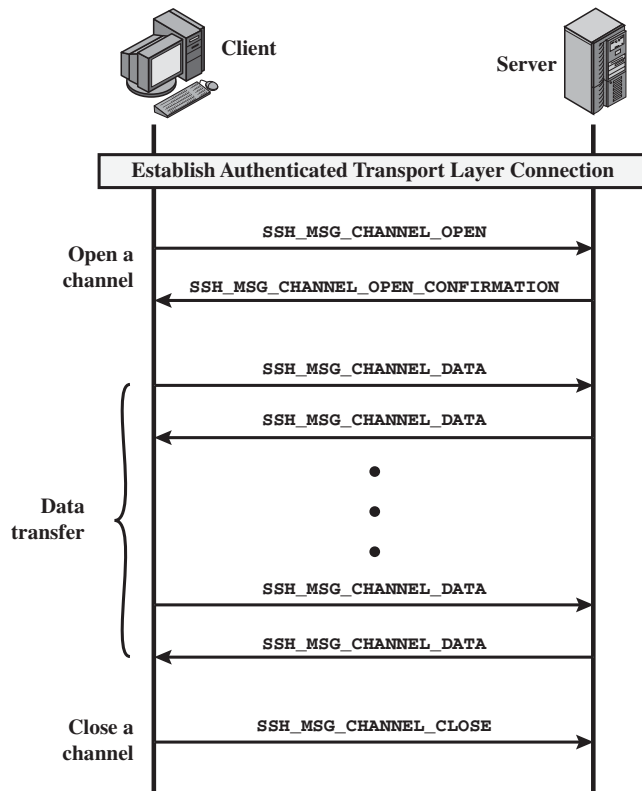 Client
Server
Establish Authenticated Transport Layer Connection
Open a
channel
SSH_MSG_CHANNEL_OPEN
SSH_MSG_CHANNEL_OPEN_CONFIRMATION
SSH_MSG_CHANNEL_DATA
SSH_MSG_CHANNEL_DATA
Data
transfer
SSH_MSG_CHANNEL_DATA
SSH_MSG_CHANNEL_DATA
Close a
channel
SSH_MSG_CHANNEL_CLOSE